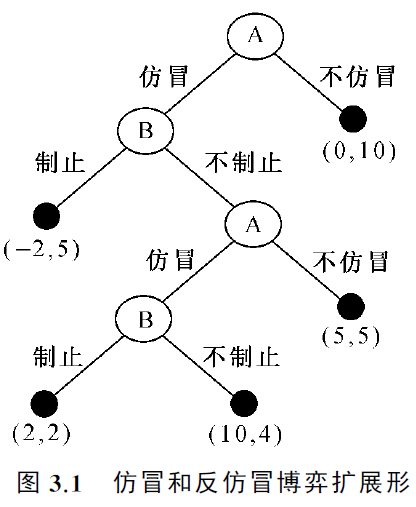 A
仿冒 不仿冒
B (0,10)
制止 不制止
(-2,5) A
仿冒 不仿冒
B (5,5)
制止 不制止
(2,2) (10,4)
图 3.1 仿冒和反仿冒博弈扩展形